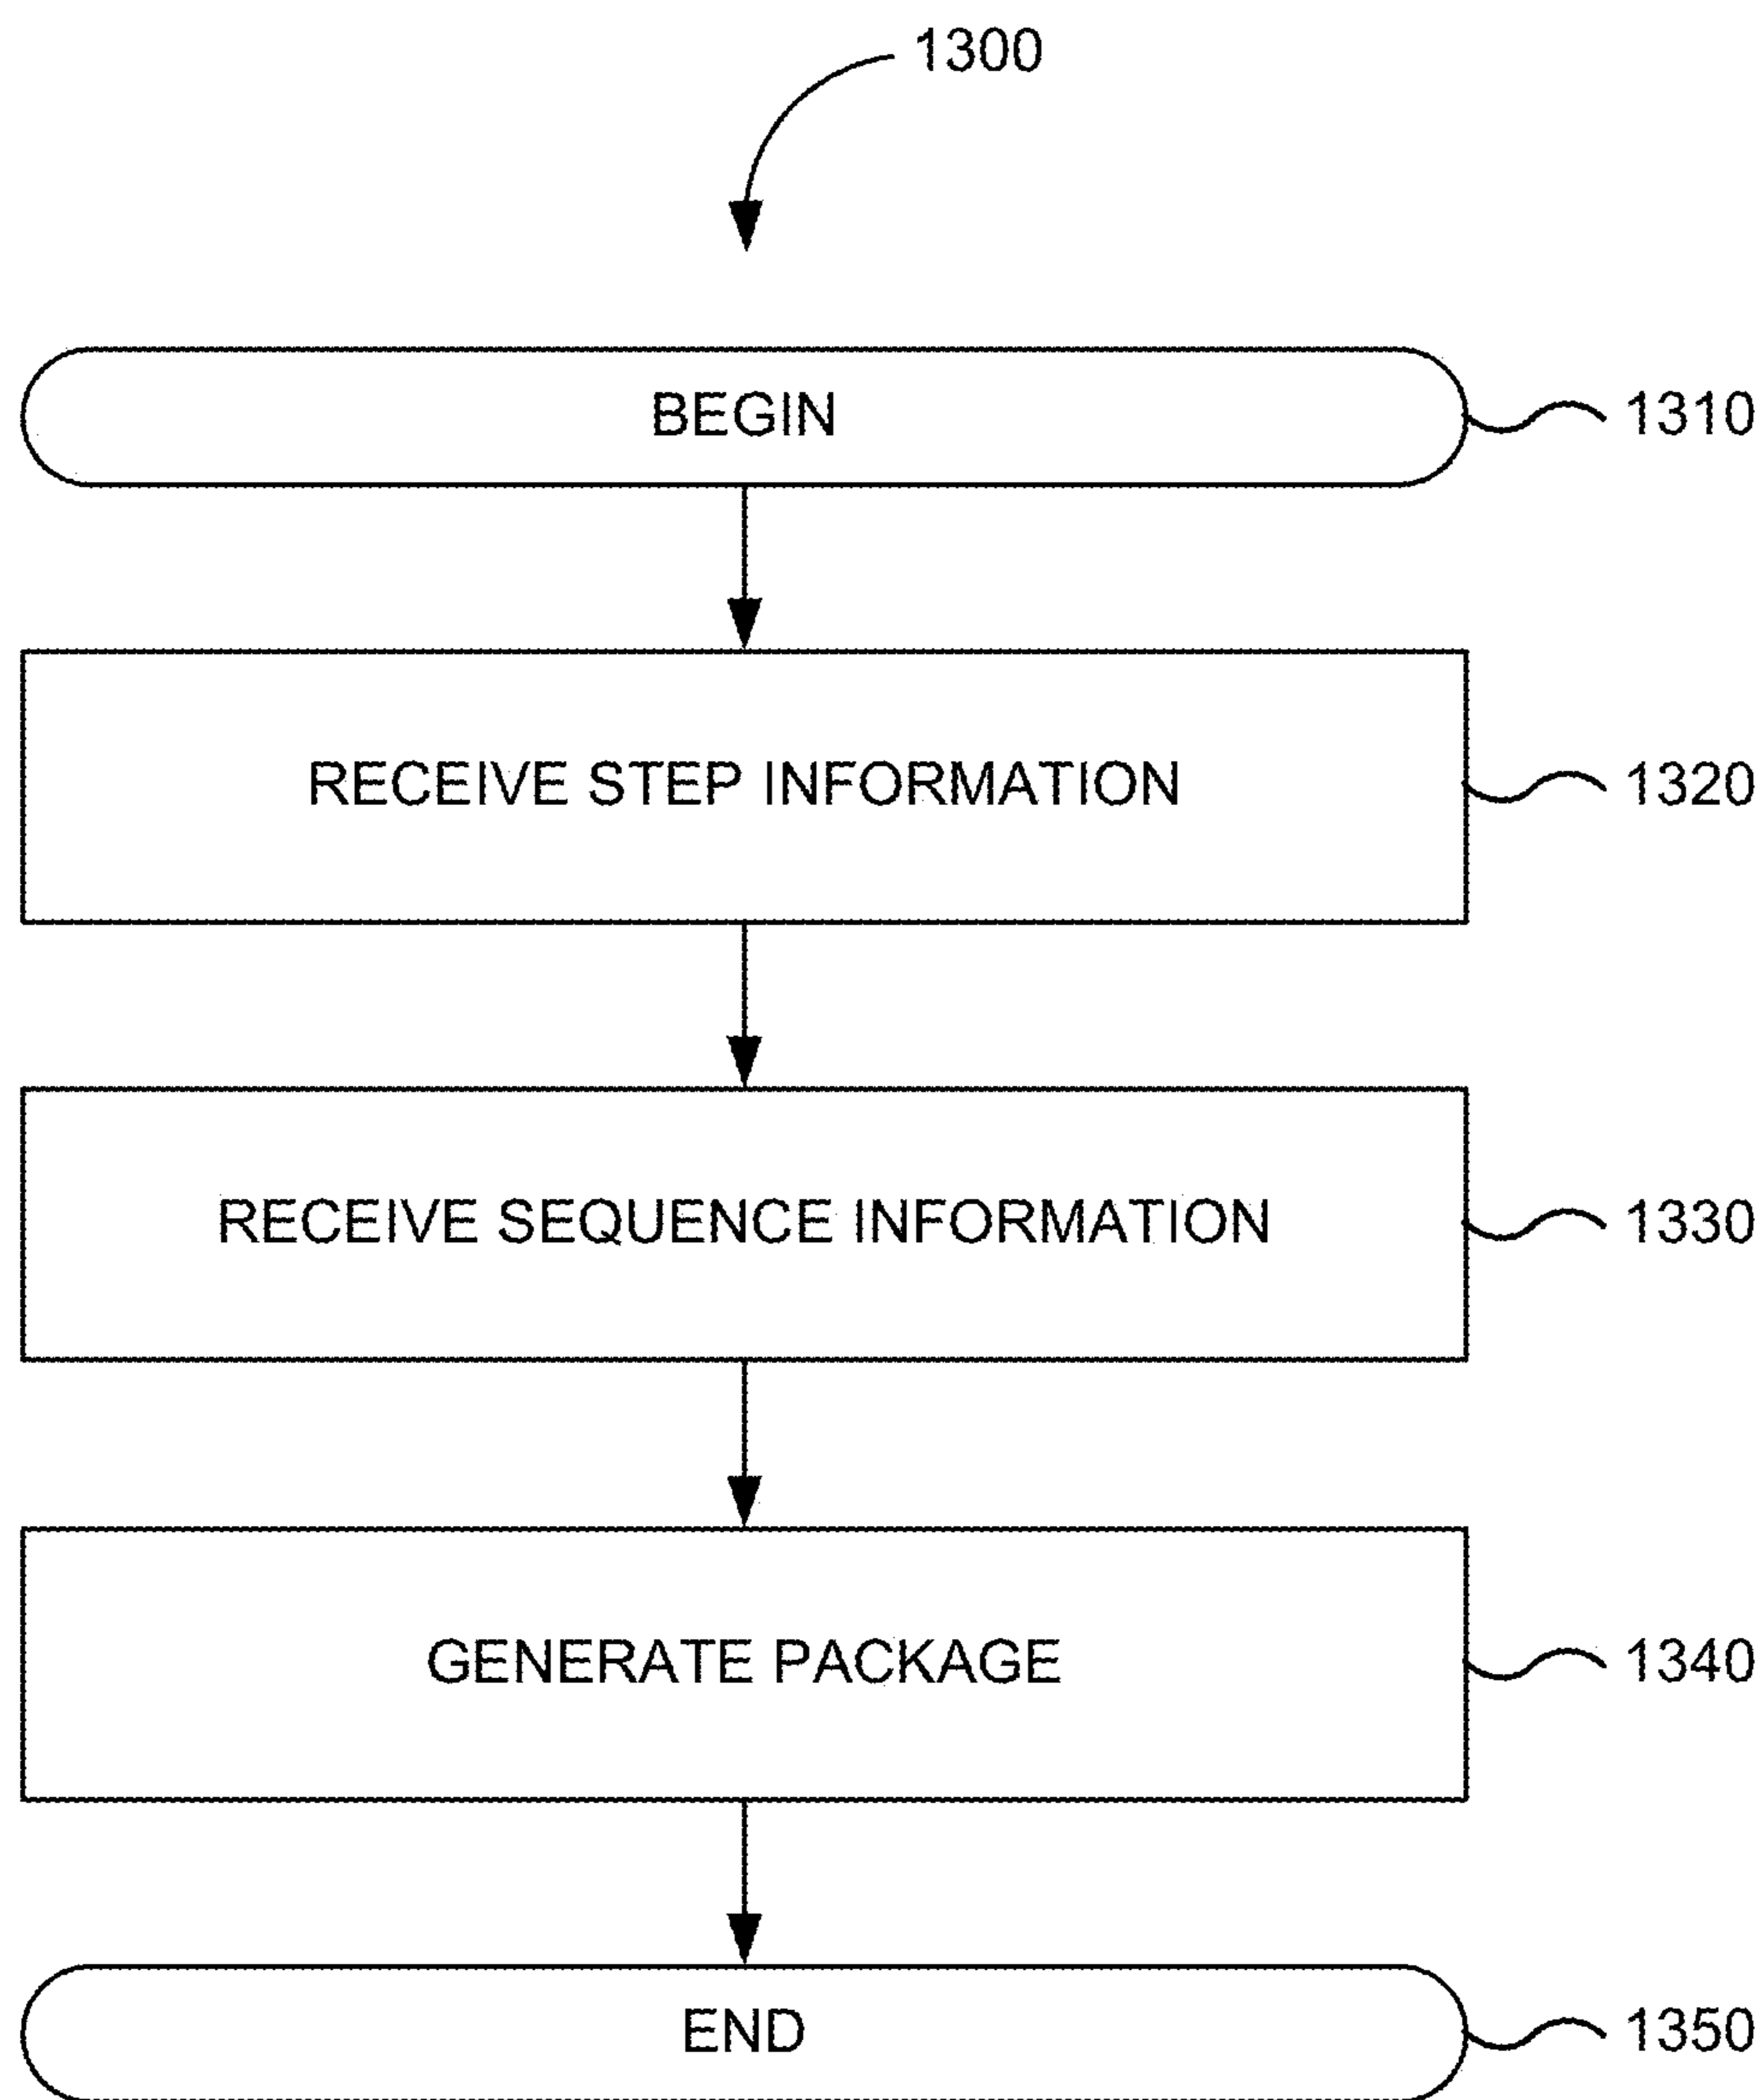 1300
BEGIN
1310
RECEIVE STEP INFORMATION
1320
RECEIVE SEQUENCE INFORMATION
1330
GENERATE PACKAGE
1340
END
1350